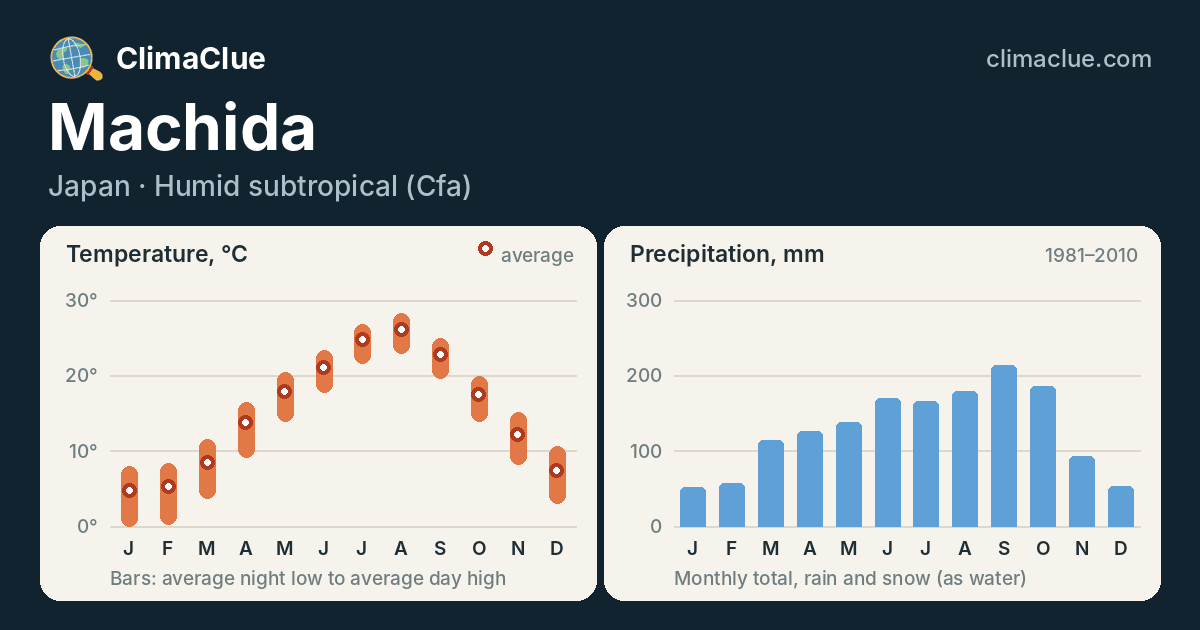 ClimaClue
climaclue.com
Machida
Japan · Humid subtropical (Cfa)
Temperature, °C
average
30°
20°
10°
0°
J F M A M J J A S O N D
Bars: average night low to average day high
Precipitation, mm
1981–2010
300
200
100
0
J F M A M J J A S O N D
Monthly total, rain and snow (as water)